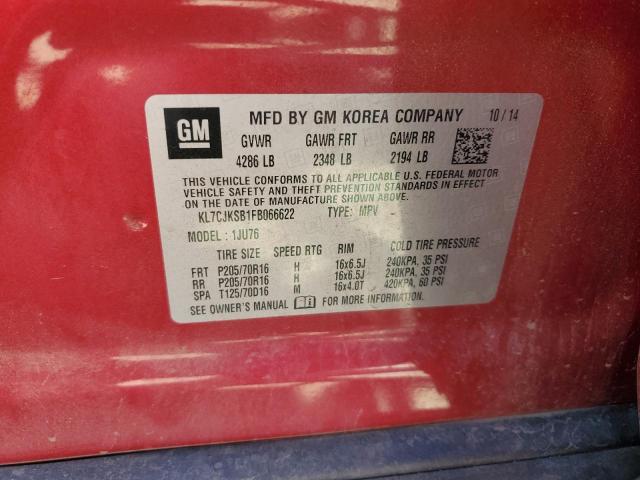 GM
MFD BY GM KOREA COMPANY 10/14
GVWR GAWR FRT GAWR RR
4286 LB 2348 LB 2194 LB
THIS VEHICLE CONFORMS TO ALL APPLICABLE U.S. FEDERAL MOTOR
VEHICLE SAFETY AND THEFT PREVENTION STANDARDS IN EFFECT
ON THE DATE OF MANUFACTURE SHOWN ABOVE.
KL7CJKSB1FB066622 TYPE: MPV
MODEL: 1JU76
TIRE SIZE SPEED RTG RIM COLD TIRE PRESSURE
FRT P205/70R16 H 16x6.5J 240KPA, 35 PSI
RR P205/70R16 H 16x6.5J 240KPA, 35 PSI
SPA T125/70D16 M 16x4.0T 420KPA, 60 PSI
SEE OWNER'S MANUAL FOR MORE INFORMATION.